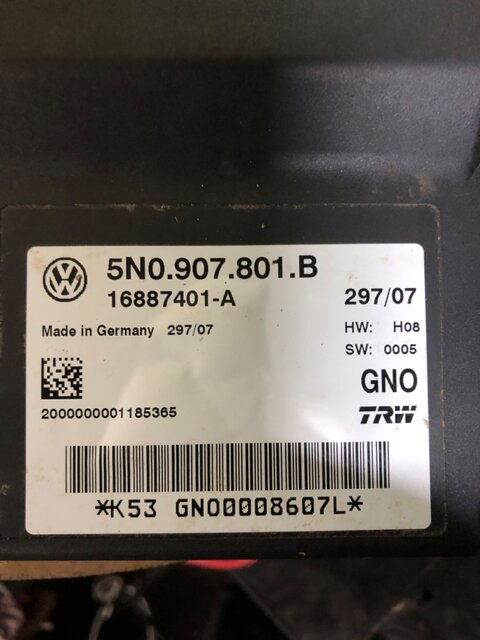 5N0.907.801.B
16887401-A 297/07
Made in Germany 297/07 HW: H08
SW: 0005
GNO
2000000001185365 TRW
*K53 GNO00008607L*